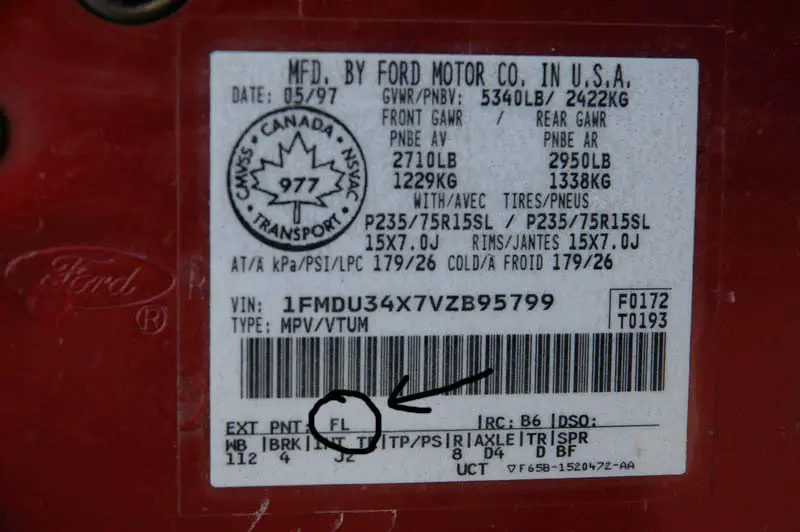 MFD. BY FORD MOTOR CO. IN U.S.A.
DATE: 05/97 GVWR/PNBV: 5340LB/ 2422KG
FRONT GAWR / REAR GAWR
PNBE AV PNBE AR
2710LB 2950LB
1229KG 1338KG
WITH/AVEC TIRES/PNEUS
P235/75R15SL / P235/75R15SL
15X7.0J RIMS/JANTES 15X7.0J
AT/À kPa/PSI/LPC 179/26 COLD/À FROID 179/26
CANADA
CMVSS NSVAC
977
TRANSPORT
Ford
®
VIN: 1FMDU34X7VZB95799
TYPE: MPV/VTUM
F0172
T0193
EXT PNT: FL |RC: B6 |DSO:
WB |BRK |INT TR |TP/PS |R |AXLE |TR |SPR
112 4 J2 8 D4 D BF
UCT ▽F65B-1520472-AA